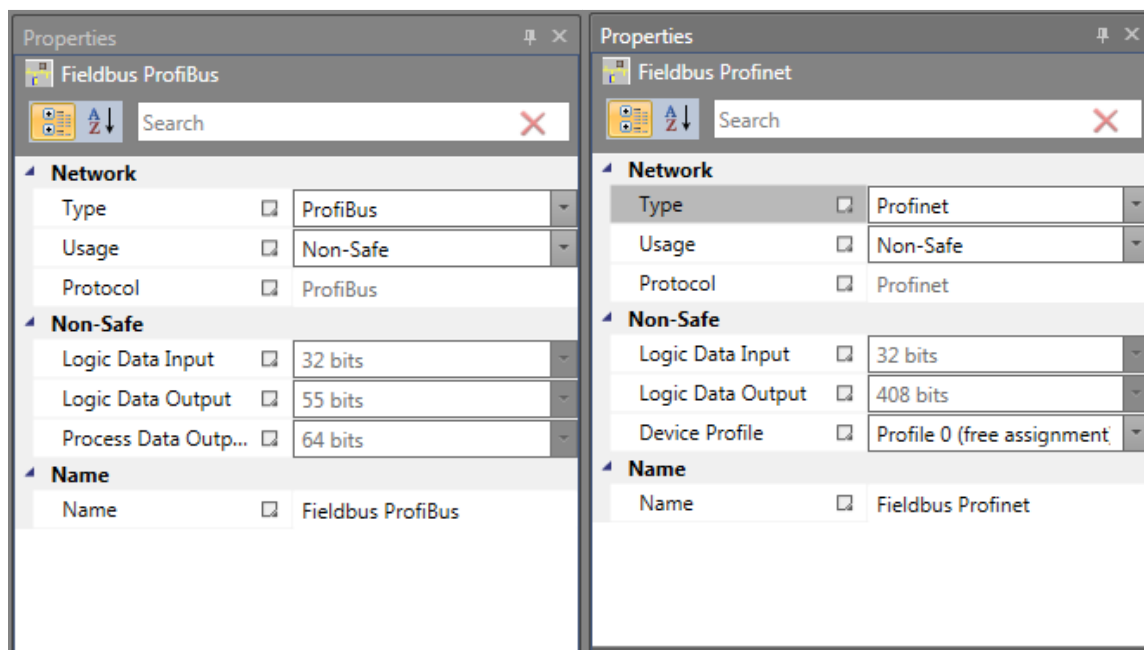 Properties
Fieldbus ProfiBus
Search
Network
Type ProfiBus
Usage Non-Safe
Protocol ProfiBus
Non-Safe
Logic Data Input 32 bits
Logic Data Output 55 bits
Process Data Outp... 64 bits
Name
Name Fieldbus ProfiBus
Properties
Fieldbus Profinet
Search
Network
Type Profinet
Usage Non-Safe
Protocol Profinet
Non-Safe
Logic Data Input 32 bits
Logic Data Output 408 bits
Device Profile Profile 0 (free assignment)
Name
Name Fieldbus Profinet